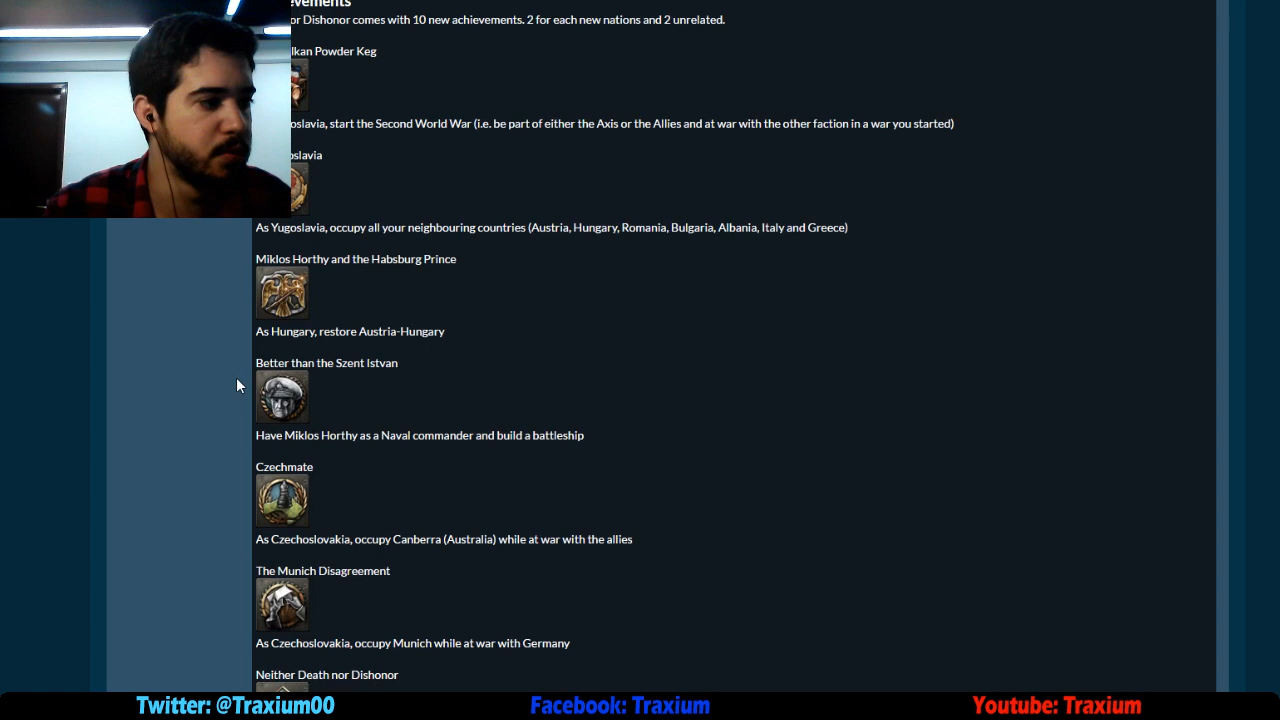 evements
or Dishonor comes with 10 new achievements. 2 for each new nations and 2 unrelated.
lkan Powder Keg
oslavia, start the Second World War (i.e. be part of either the Axis or the Allies and at war with the other faction in a war you started)
oslavia
As Yugoslavia, occupy all your neighbouring countries (Austria, Hungary, Romania, Bulgaria, Albania, Italy and Greece)
Miklos Horthy and the Habsburg Prince
As Hungary, restore Austria-Hungary
Better than the Szent Istvan
Have Miklos Horthy as a Naval commander and build a battleship
Czechmate
As Czechoslovakia, occupy Canberra (Australia) while at war with the allies
The Munich Disagreement
As Czechoslovakia, occupy Munich while at war with Germany
Neither Death nor Dishonor
Twitter: @Traxium00 Facebook: Traxium Youtube: Traxium